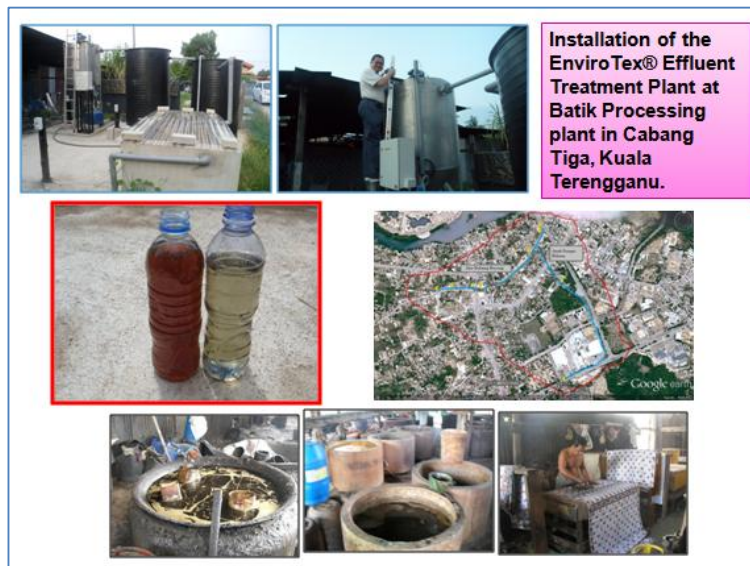 Installation of the
EnviroTex® Effluent
Treatment Plant at
Batik Processing
plant in Cabang
Tiga, Kuala
Terengganu.
Google earth